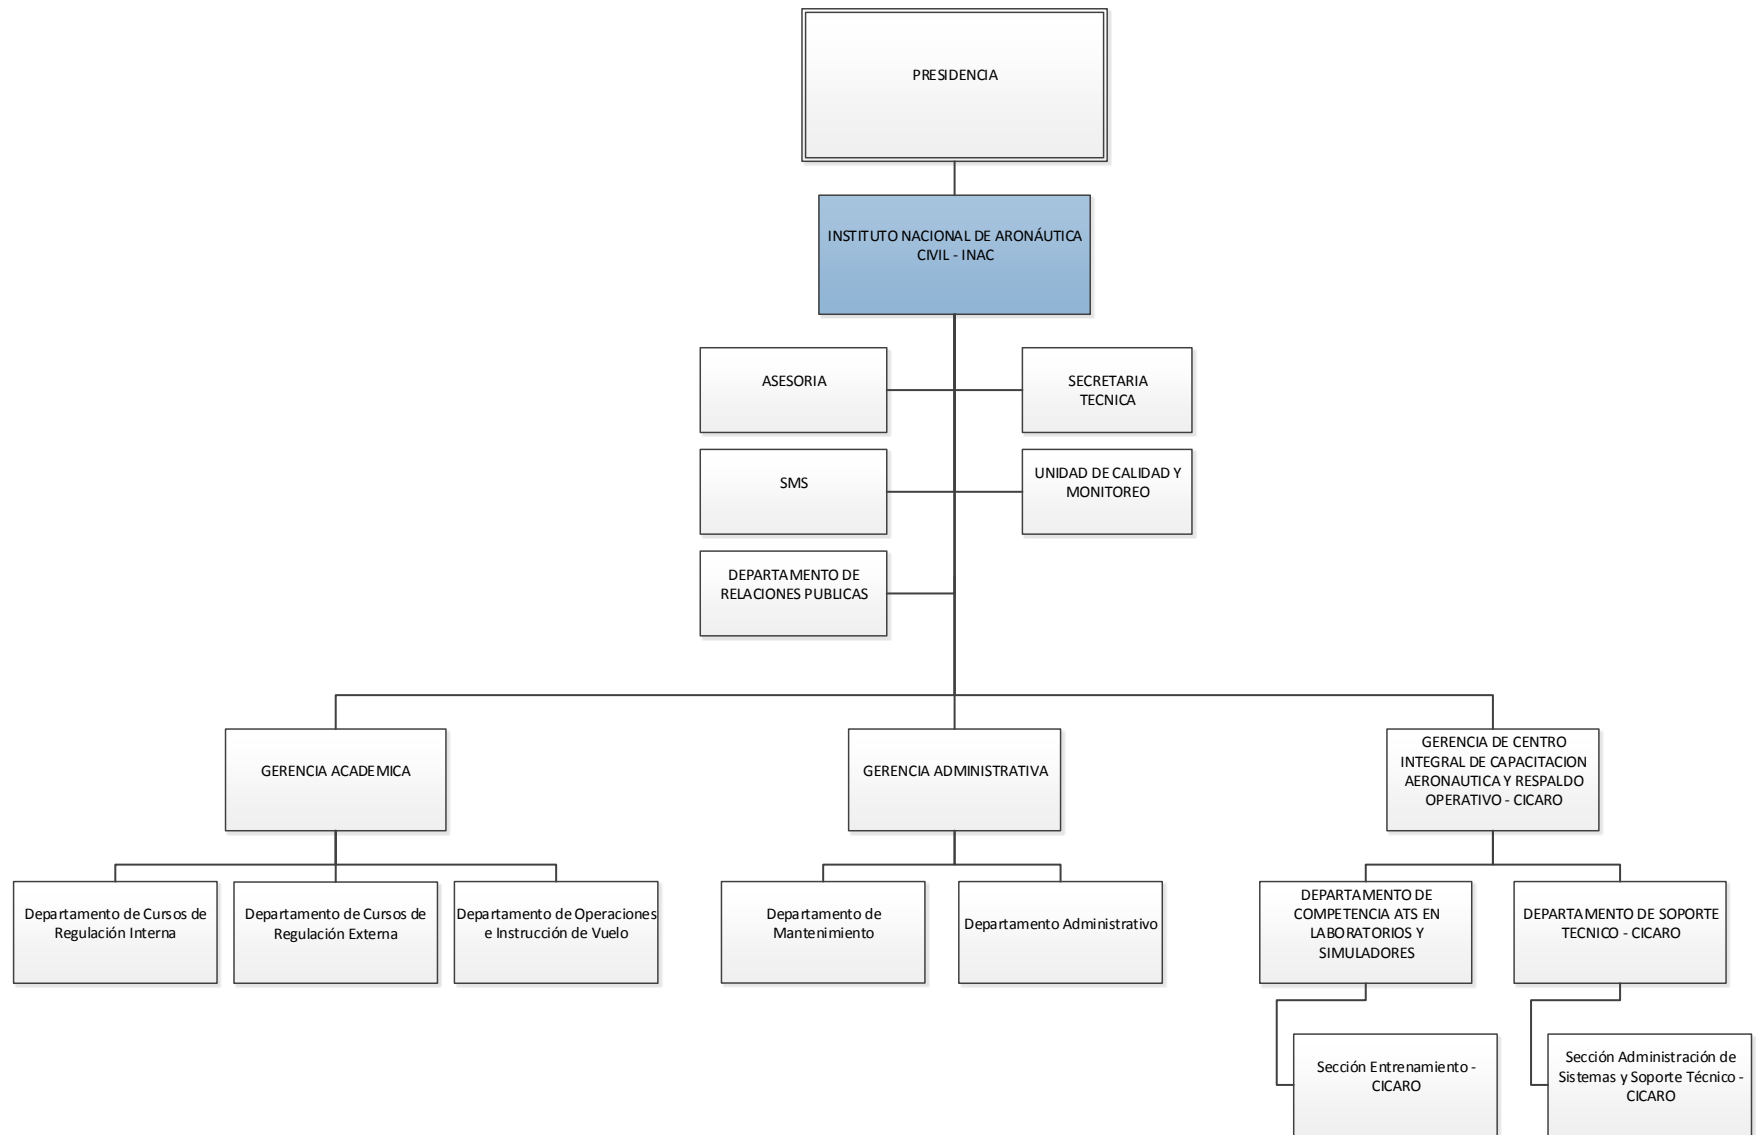 PRESIDENCIA
INSTITUTO NACIONAL DE ARONÁUTICA
CIVIL - INAC
ASESORIA
SECRETARIA
TECNICA
SMS
UNIDAD DE CALIDAD Y
MONITOREO
DEPARTAMENTO DE
RELACIONES PUBLICAS
GERENCIA ACADEMICA
GERENCIA ADMINISTRATIVA
GERENCIA DE CENTRO
INTEGRAL DE CAPACITACION
AERONAUTICA Y RESPALDO
OPERATIVO - CICARO
Departamento de Cursos de
Regulación Interna
Departamento de Cursos de
Regulación Externa
Departamento de Operaciones
e Instrucción de Vuelo
Departamento de
Mantenimiento
Departamento Administrativo
DEPARTAMENTO DE
COMPETENCIA ATS EN
LABORATORIOS Y
SIMULADORES
DEPARTAMENTO DE SOPORTE
TECNICO - CICARO
Sección Entrenamiento -
CICARO
Sección Administración de
Sistemas y Soporte Técnico -
CICARO